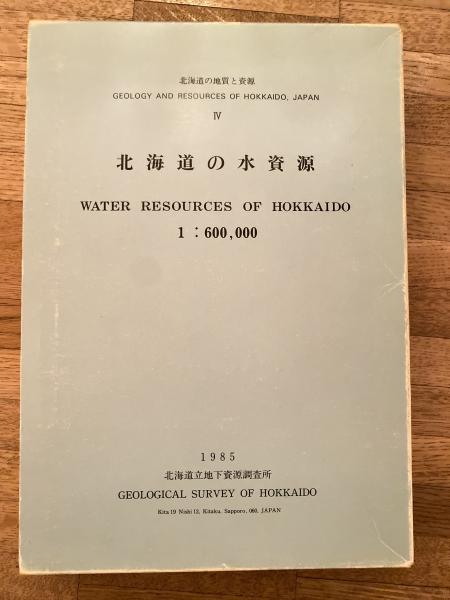 北海道の地質と資源
GEOLOGY AND RESOURCES OF HOKKAIDO, JAPAN
Ⅳ
北海道の水資源
WATER RESOURCES OF HOKKAIDO
1：600,000
1985
北海道立地下資源調査所
GEOLOGICAL SURVEY OF HOKKAIDO
Kita 19 Nishi 12, Kitaku, Sapporo, 060, JAPAN